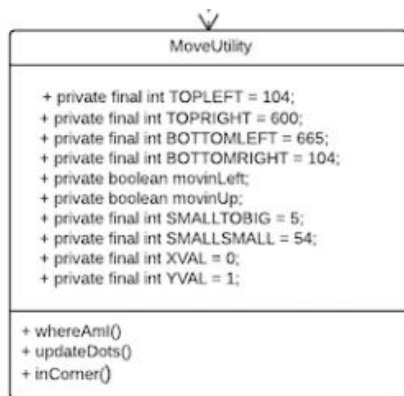 MoveUtility
+ private final int TOPLEFT = 104;
+ private final int TOPRIGHT = 600;
+ private final int BOTTOMLEFT = 665;
+ private final int BOTTOMRIGHT = 104;
+ private boolean movinLeft;
+ private boolean movinUp;
+ private final int SMALLTOBIG = 5;
+ private final int SMALLSMALL = 54;
+ private final int XVAL = 0;
+ private final int YVAL = 1;
+ whereAmI()
+ updateDots()
+ inCorner()